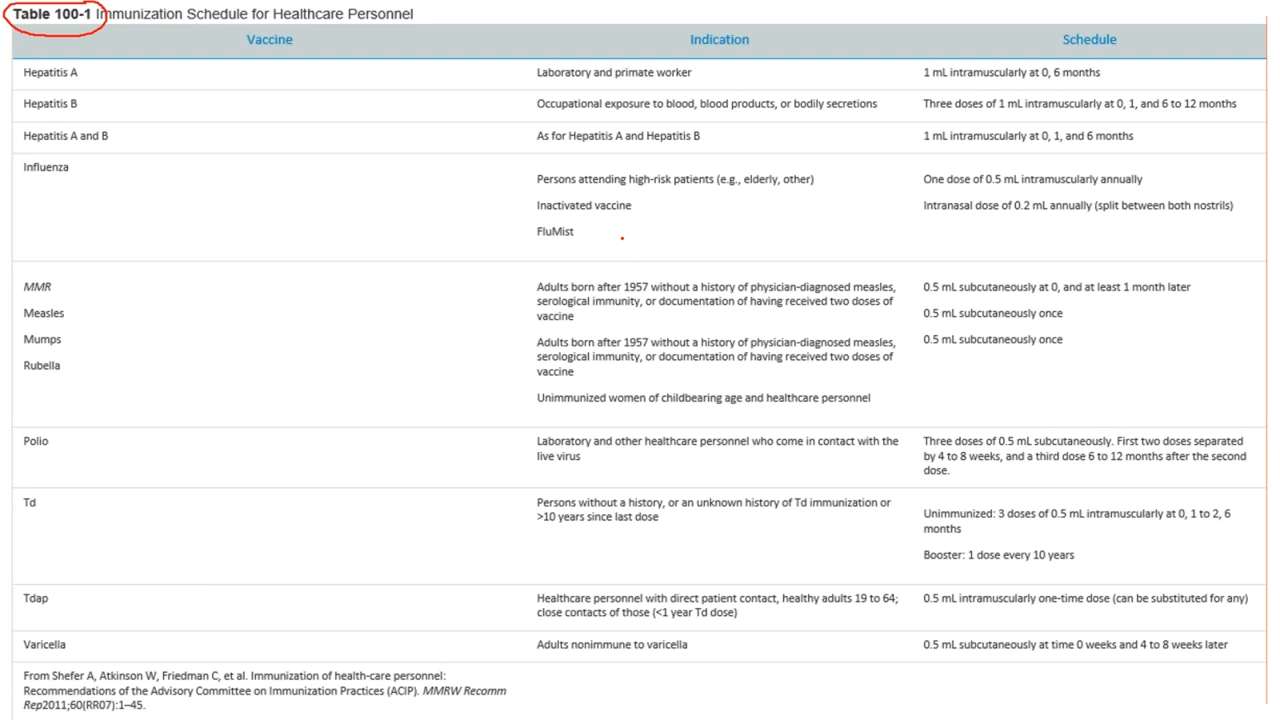 Table 100-1 Immunization Schedule for Healthcare Personnel
Vaccine Indication Schedule
Hepatitis A Laboratory and primate worker 1 mL intramuscularly at 0, 6 months
Hepatitis B Occupational exposure to blood, blood products, or bodily secretions Three doses of 1 mL intramuscularly at 0, 1, and 6 to 12 months
Hepatitis A and B As for Hepatitis A and Hepatitis B 1 mL intramuscularly at 0, 1, and 6 months
Influenza
Persons attending high-risk patients (e.g., elderly, other) One dose of 0.5 mL intramuscularly annually
Inactivated vaccine Intranasal dose of 0.2 mL annually (split between both nostrils)
FluMist
MMR
Measles
Mumps
Rubella
Adults born after 1957 without a history of physician-diagnosed measles,
serological immunity, or documentation of having received two doses of
vaccine
Adults born after 1957 without a history of physician-diagnosed measles,
serological immunity, or documentation of having received two doses of
vaccine
Unimmunized women of childbearing age and healthcare personnel
0.5 mL subcutaneously at 0, and at least 1 month later
0.5 mL subcutaneously once
0.5 mL subcutaneously once
Polio
Laboratory and other healthcare personnel who come in contact with the
live virus
Three doses of 0.5 mL subcutaneously. First two doses separated
by 4 to 8 weeks, and a third dose 6 to 12 months after the second
dose.
Td
Persons without a history, or an unknown history of Td immunization or
>10 years since last dose
Unimmunized: 3 doses of 0.5 mL intramuscularly at 0, 1 to 2, 6
months
Booster: 1 dose every 10 years
Tdap
Healthcare personnel with direct patient contact, healthy adults 19 to 64;
close contacts of those (<1 year Td dose)
0.5 mL intramuscularly one-time dose (can be substituted for any)
Varicella Adults nonimmune to varicella 0.5 mL subcutaneously at time 0 weeks and 4 to 8 weeks later
From Shefer A, Atkinson W, Friedman C, et al. Immunization of health-care personnel:
Recommendations of the Advisory Committee on Immunization Practices (ACIP). MMRW Recomm
Rep2011;60(RR07):1–45.